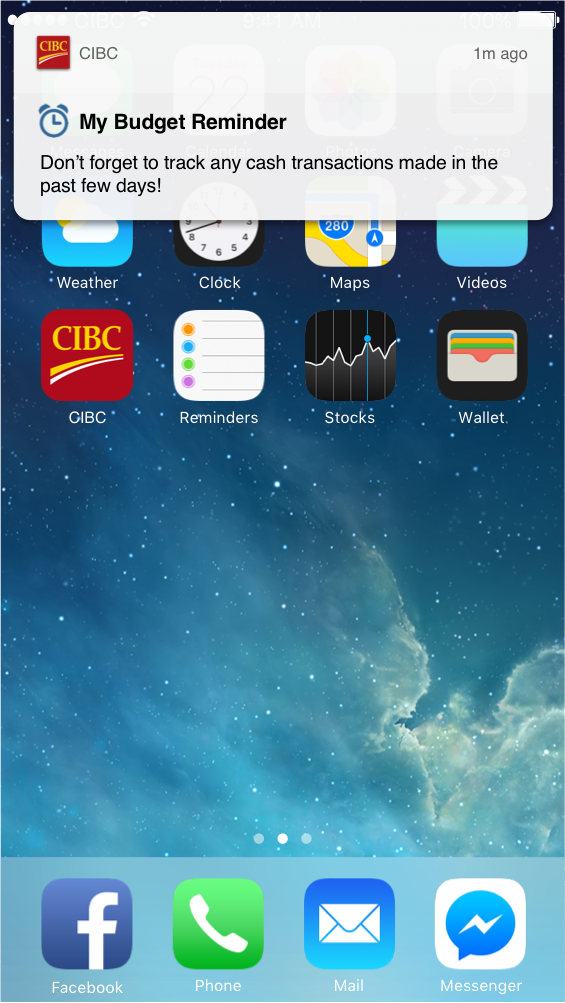 CIBC 9:41 AM 100%
CIBC CIBC 1m ago
22
My Budget Reminder
Messages Calendar Photos Camera
Don’t forget to track any cash transactions made in the
past few days!
280
Weather Clock Maps Videos
CIBC
CIBC Reminders Stocks Wallet
Facebook Phone Mail Messenger